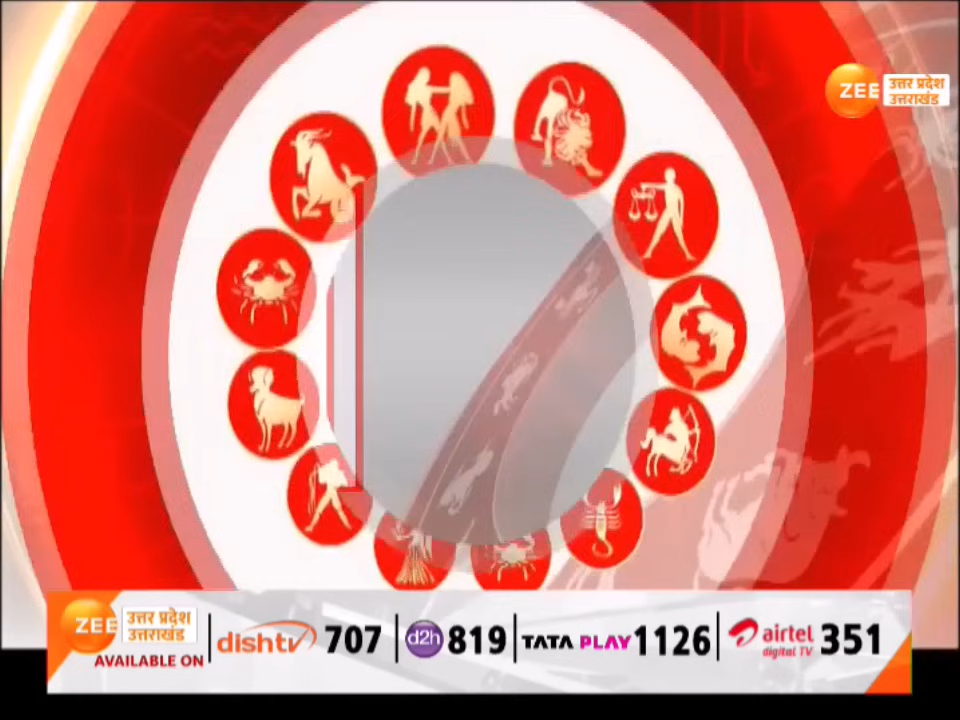 ZEE उत्तर प्रदेश
उत्तराखंड
ZEE उत्तर प्रदेश
उत्तराखंड
AVAILABLE ON
dishtv 707
d2h 819
TATA PLAY 1126
airtel
digital TV
351